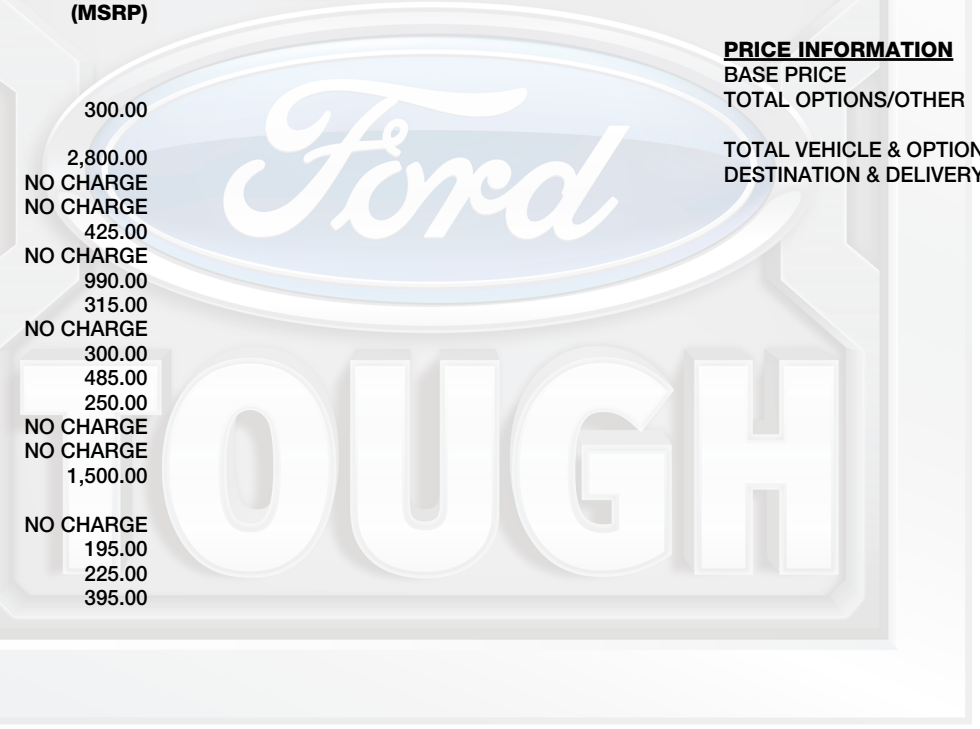 (MSRP)
300.00
2,800.00
NO CHARGE
NO CHARGE
425.00
NO CHARGE
990.00
315.00
NO CHARGE
300.00
485.00
250.00
NO CHARGE
NO CHARGE
1,500.00
NO CHARGE
195.00
225.00
395.00
PRICE INFORMATION
BASE PRICE
TOTAL OPTIONS/OTHER
TOTAL VEHICLE & OPTION
DESTINATION & DELIVERY
Ford
TOUGH